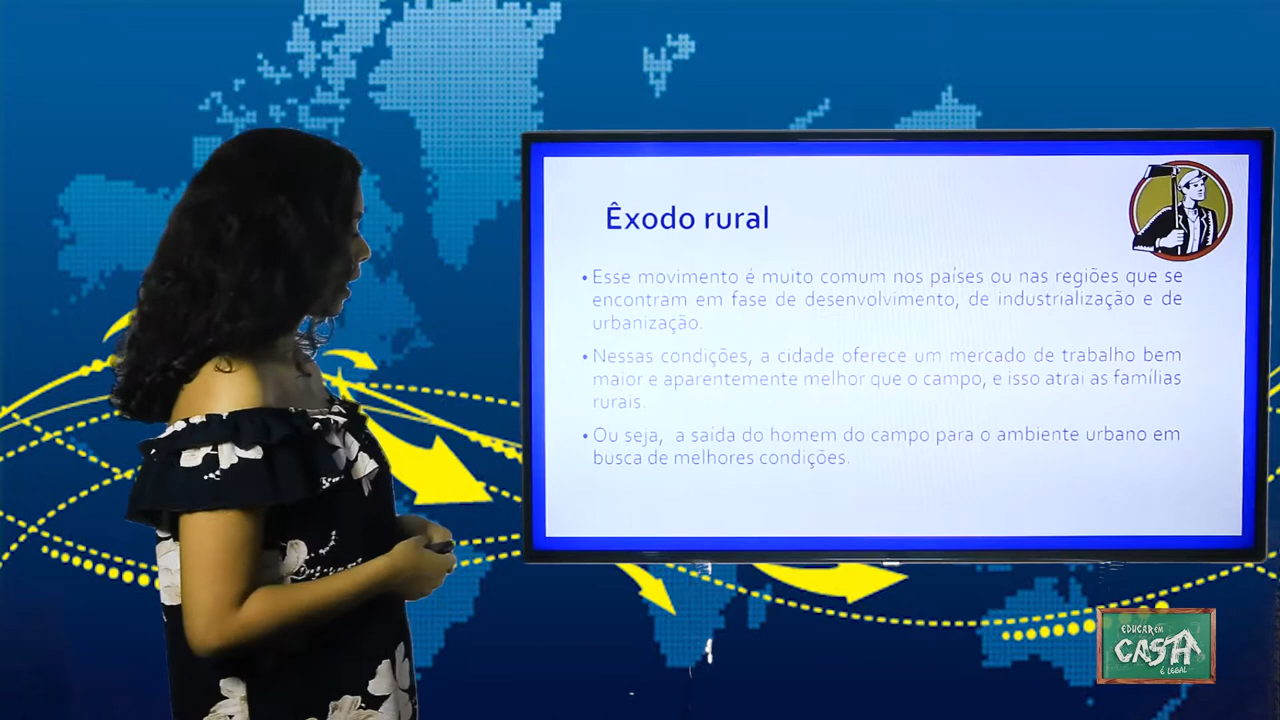 Êxodo rural
• Esse movimento é muito comum nos países ou nas regiões que se
encontram em fase de desenvolvimento, de industrialização e de
urbanização.
• Nessas condições, a cidade oferece um mercado de trabalho bem
maior e aparentemente melhor que o campo, e isso atrai as famílias
rurais.
• Ou seja, a saída do homem do campo para o ambiente urbano em
busca de melhores condições.
EDUCAR EM
CASA
É LEGAL